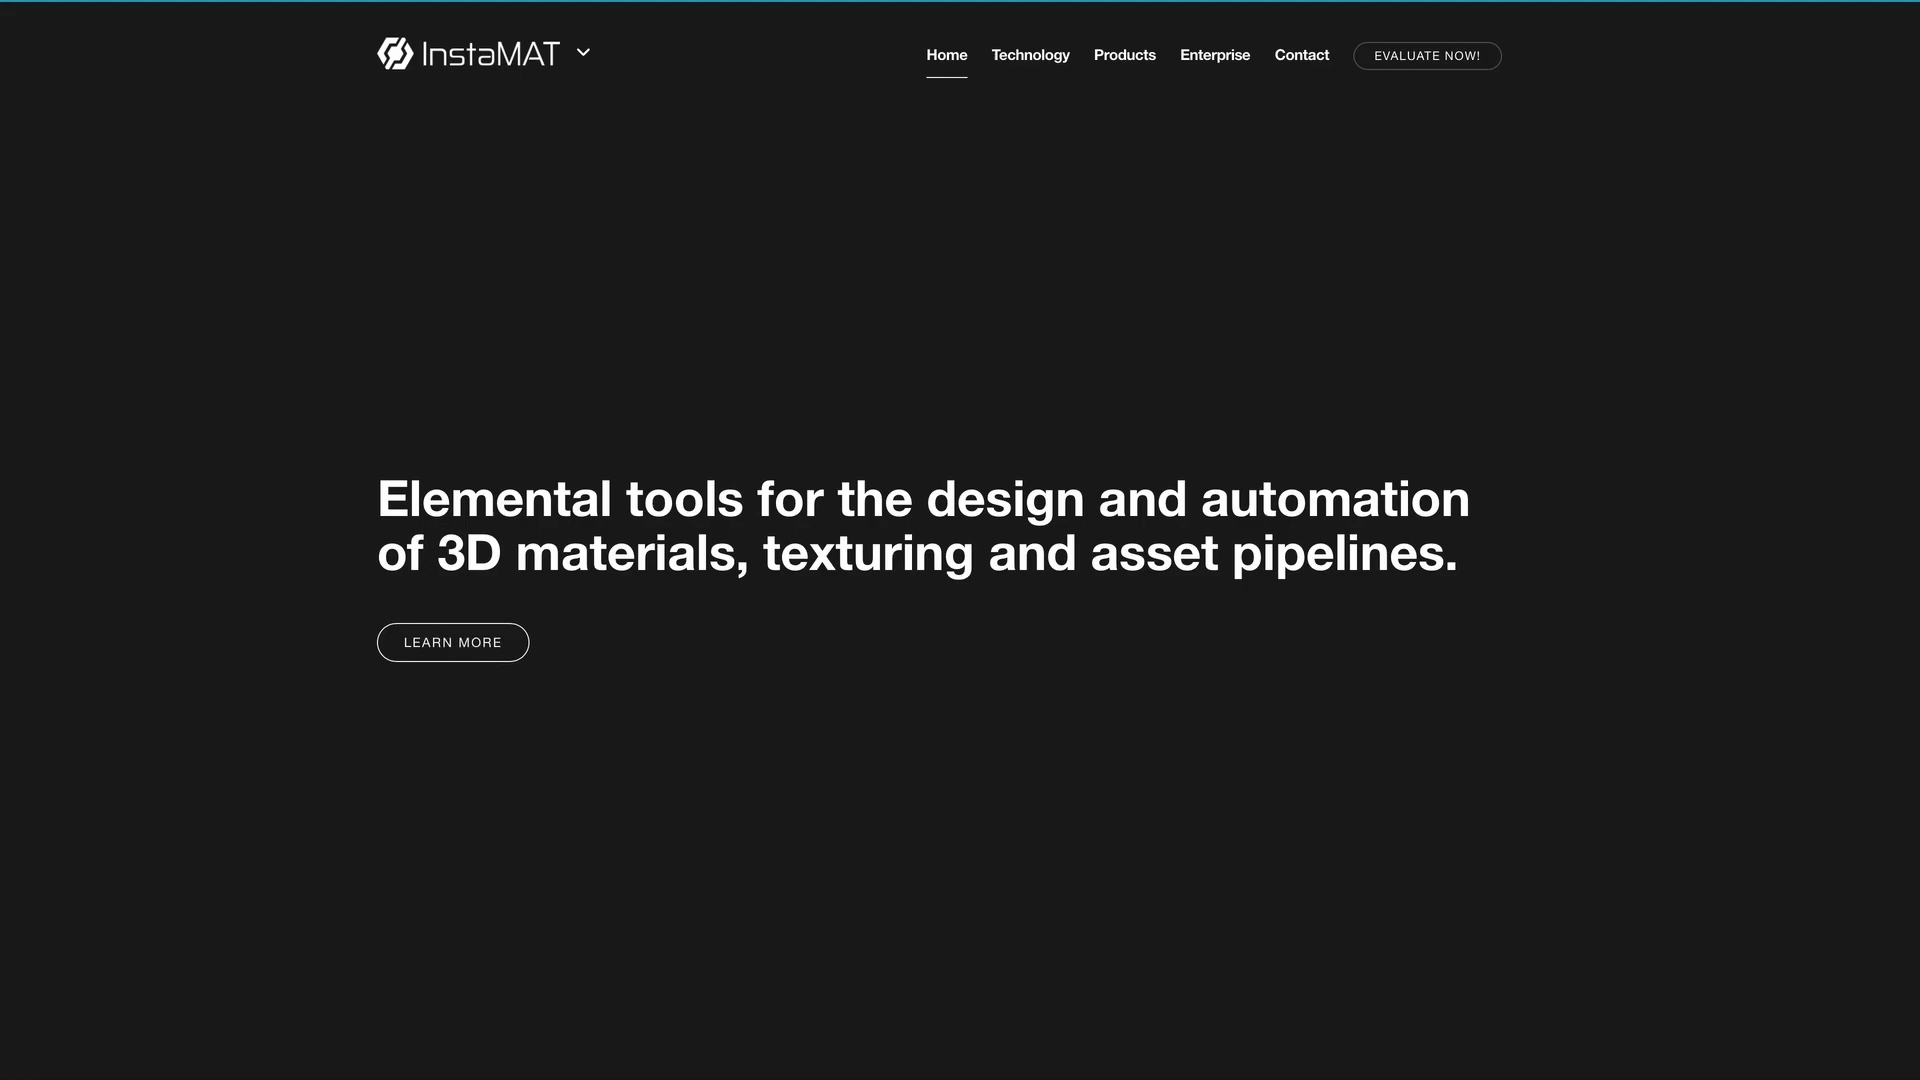 InstaMAT
Home Technology Products Enterprise Contact EVALUATE NOW!
Elemental tools for the design and automation
of 3D materials, texturing and asset pipelines.
LEARN MORE